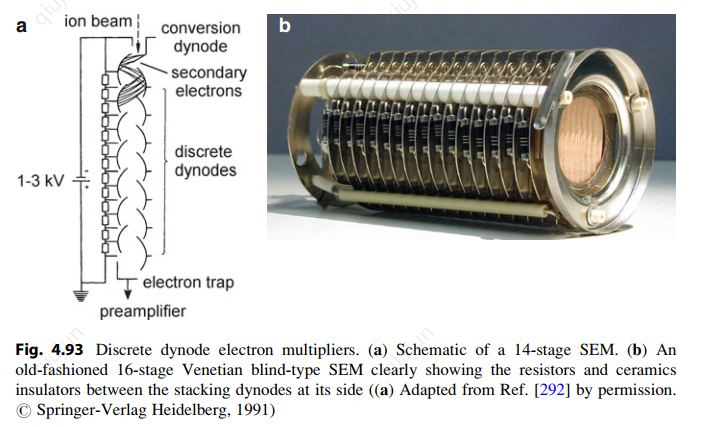 a
ion beam
conversion
dynode
secondary
electrons
discrete
dynodes
1-3 kV
electron trap
preamplifier
b
Fig. 4.93 Discrete dynode electron multipliers. (a) Schematic of a 14-stage SEM. (b) An
old-fashioned 16-stage Venetian blind-type SEM clearly showing the resistors and ceramics
insulators between the stacking dynodes at its side ((a) Adapted from Ref. [292] by permission.
© Springer-Verlag Heidelberg, 1991)